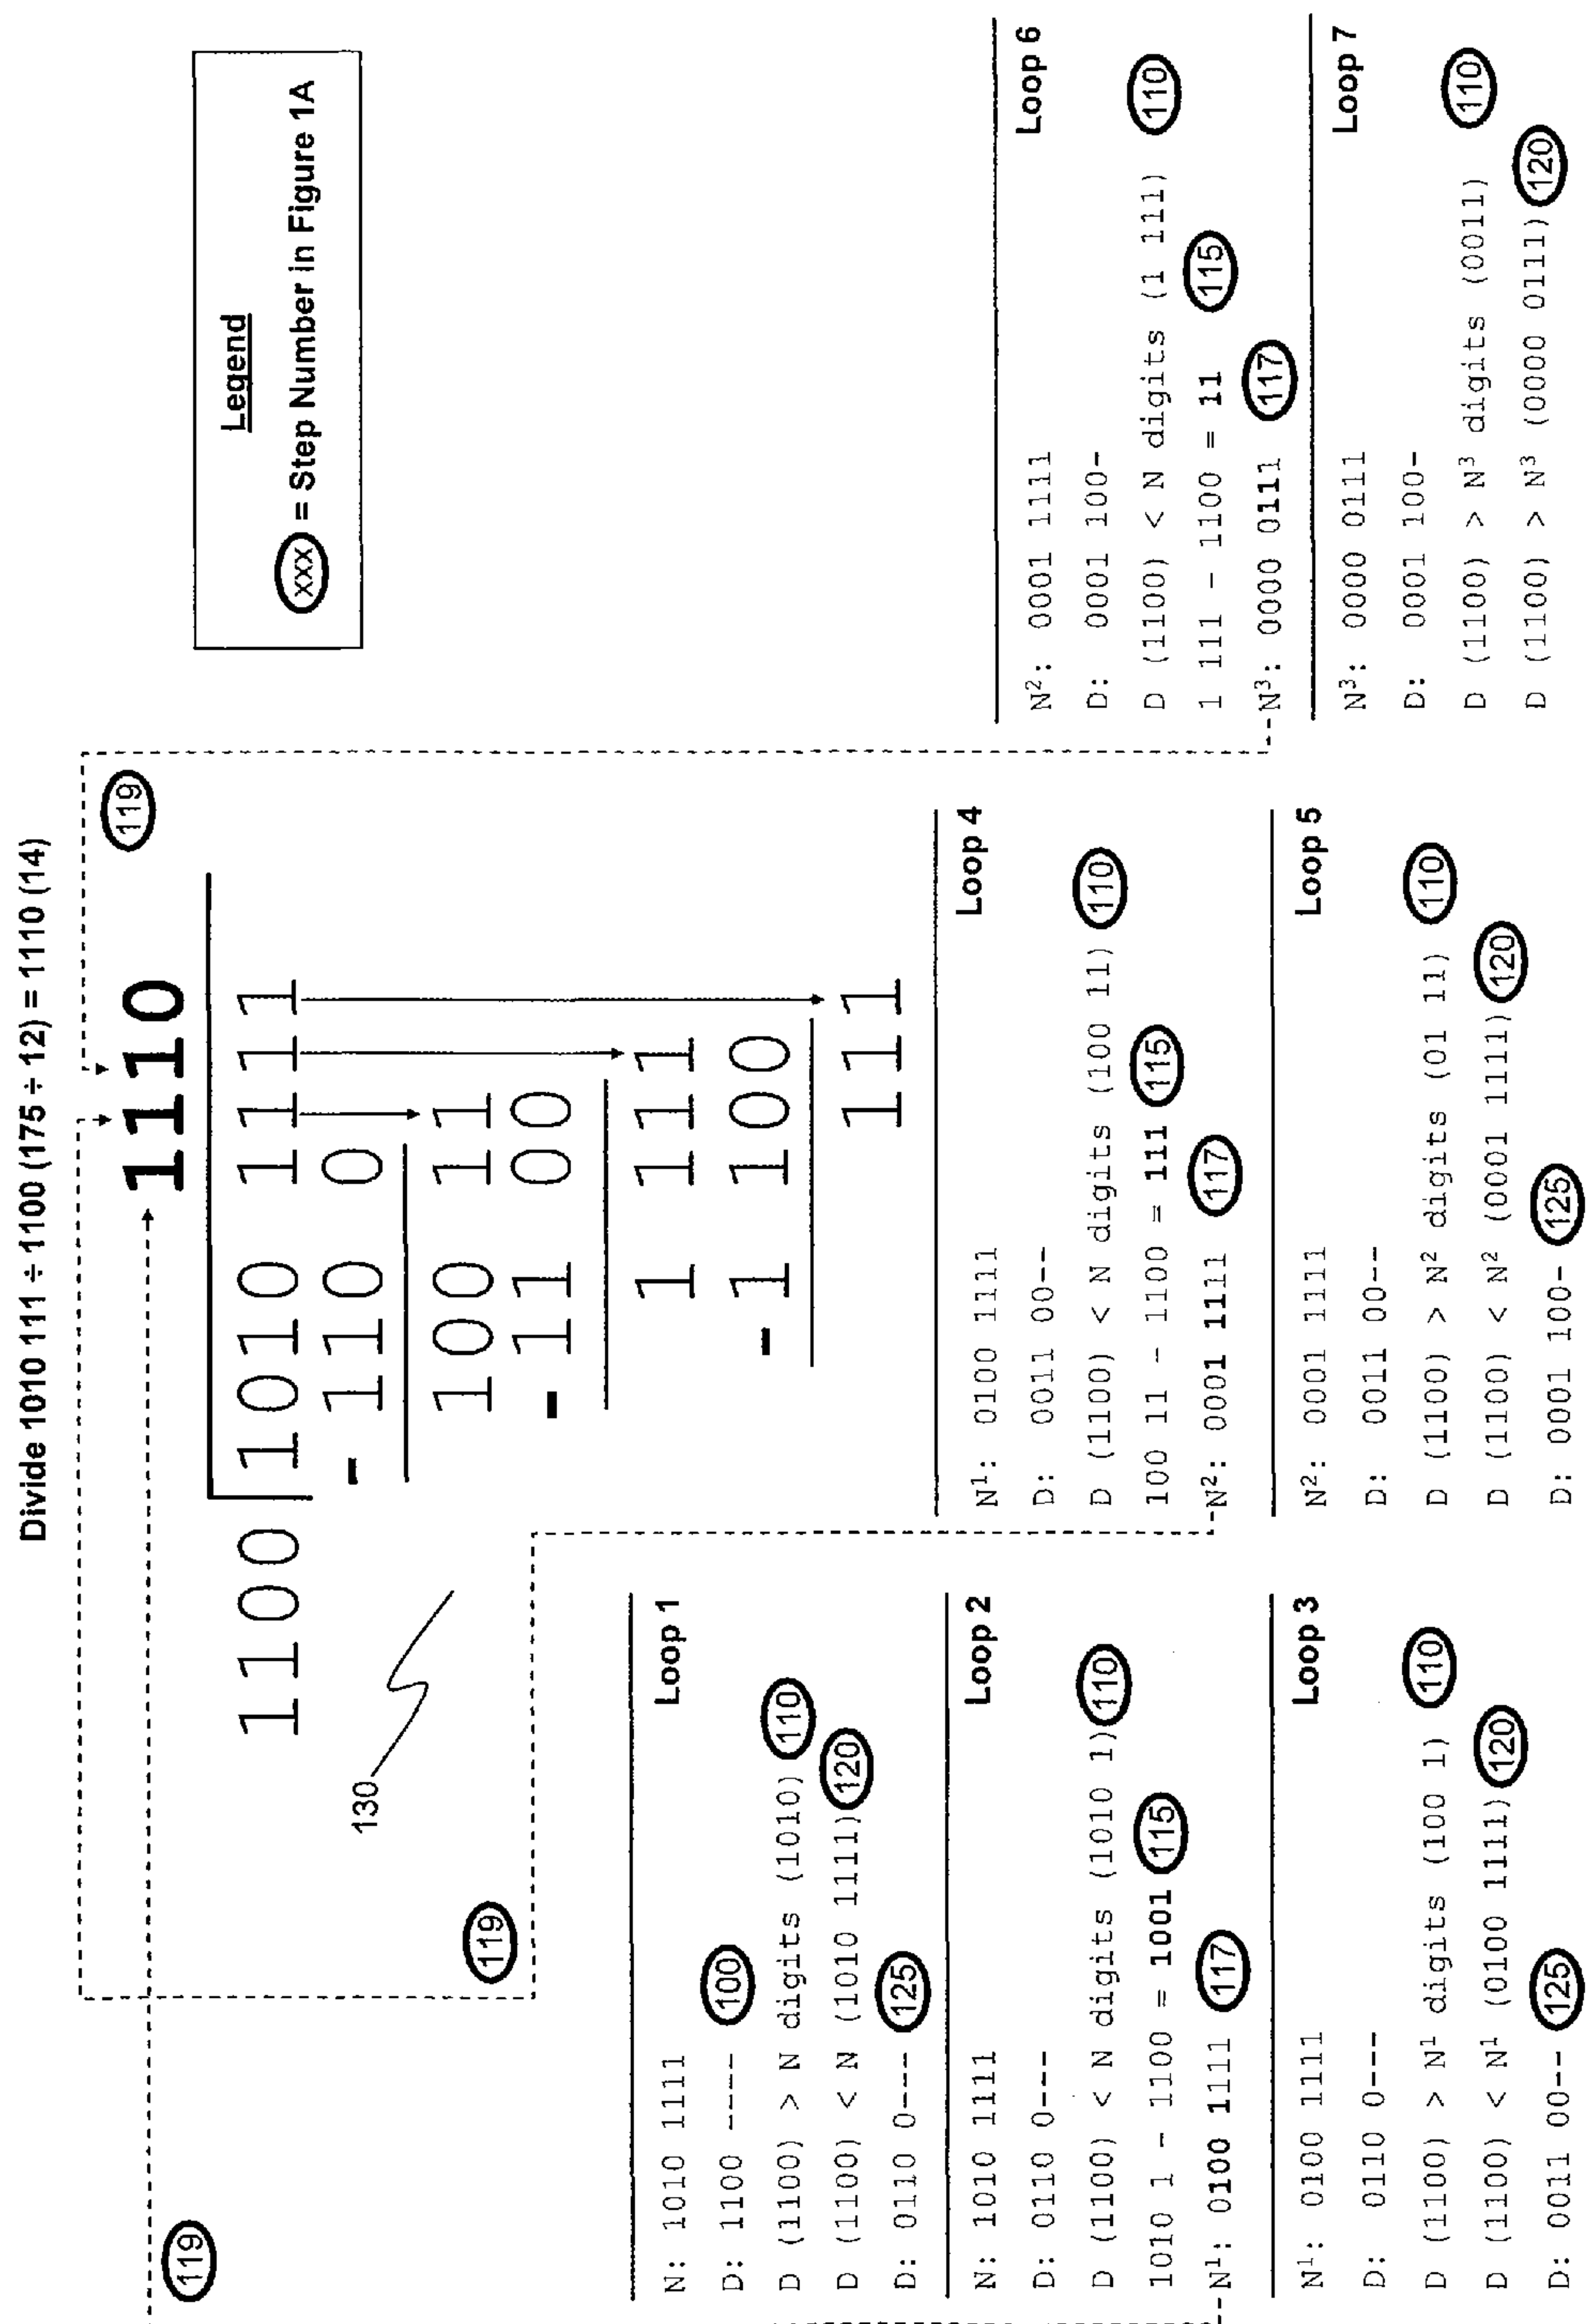 Divide 1010 111 ÷ 1100 (175 ÷ 12) = 1110 (14)
Legend
xxx = Step Number in Figure 1A
119
119
119
1110
1100 1010 1111
- 110 0
100 11
- 11 00
1 111
- 1 100
111
130
Loop 1
N: 1010 1111
D: 1100 ---- 100
D (1100) > N digits (1010) 110
D (1100) < N (1010 1111) 120
D: 0110 0--- 125
Loop 2
N: 1010 1111
D: 0110 0---
D (1100) < N digits (1010 1) 110
1010 1 - 1100 = 1001 115
N¹: 0100 1111 117
Loop 3
N¹: 0100 1111
D: 0110 0---
D (1100) > N¹ digits (100 1) 110
D (1100) < N¹ (0100 1111) 120
D: 0011 00-- 125
Loop 4
N¹: 0100 1111
D: 0011 00--
D (1100) < N digits (100 11) 110
100 11 - 1100 = 111 115
N²: 0001 1111 117
Loop 5
N²: 0001 1111
D: 0011 00--
D (1100) > N² digits (01 11) 110
D (1100) < N² (0001 1111) 120
D: 0001 100- 125
Loop 6
N²: 0001 1111
D: 0001 100-
D (1100) < N digits (1 111) 110
1 111 - 1100 = 11 115
N³: 0000 0111 117
Loop 7
N³: 0000 0111
D: 0001 100-
D (1100) > N³ digits (0011) 110
D (1100) > N³ (0000 0111) 120